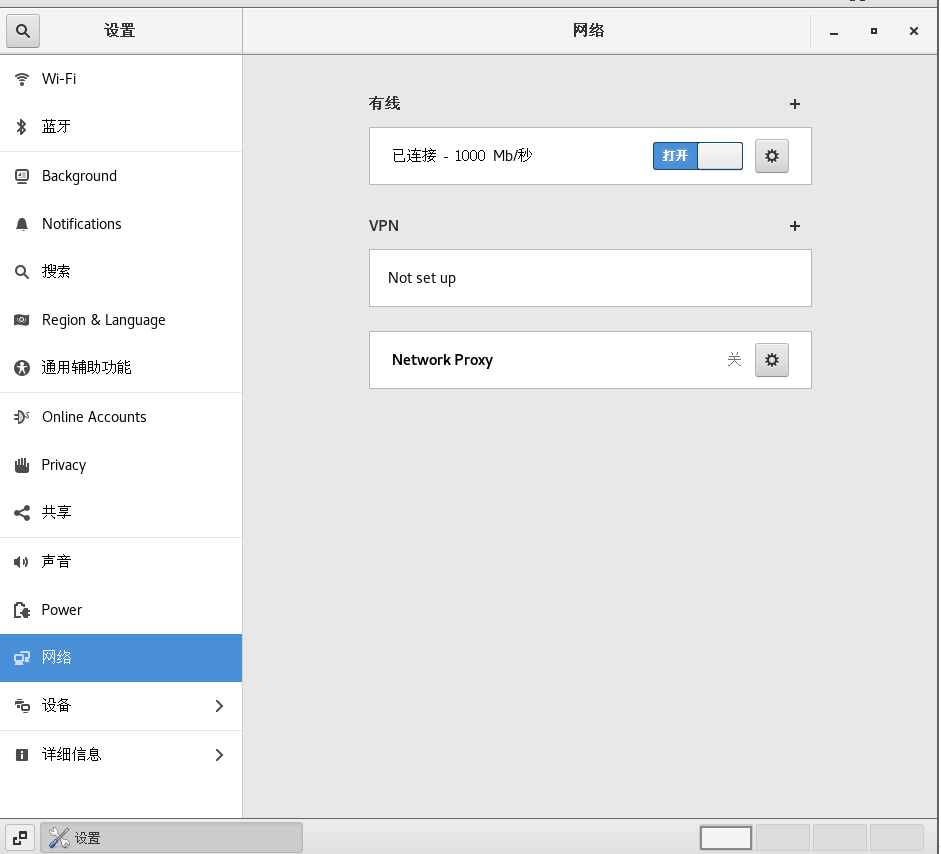 设置
网络
Wi-Fi
蓝牙
Background
Notifications
搜索
Region & Language
通用辅助功能
Online Accounts
Privacy
共享
声音
Power
网络
设备
详细信息
有线
已连接 - 1000 Mb/秒
打开
VPN
Not set up
Network Proxy
关
设置